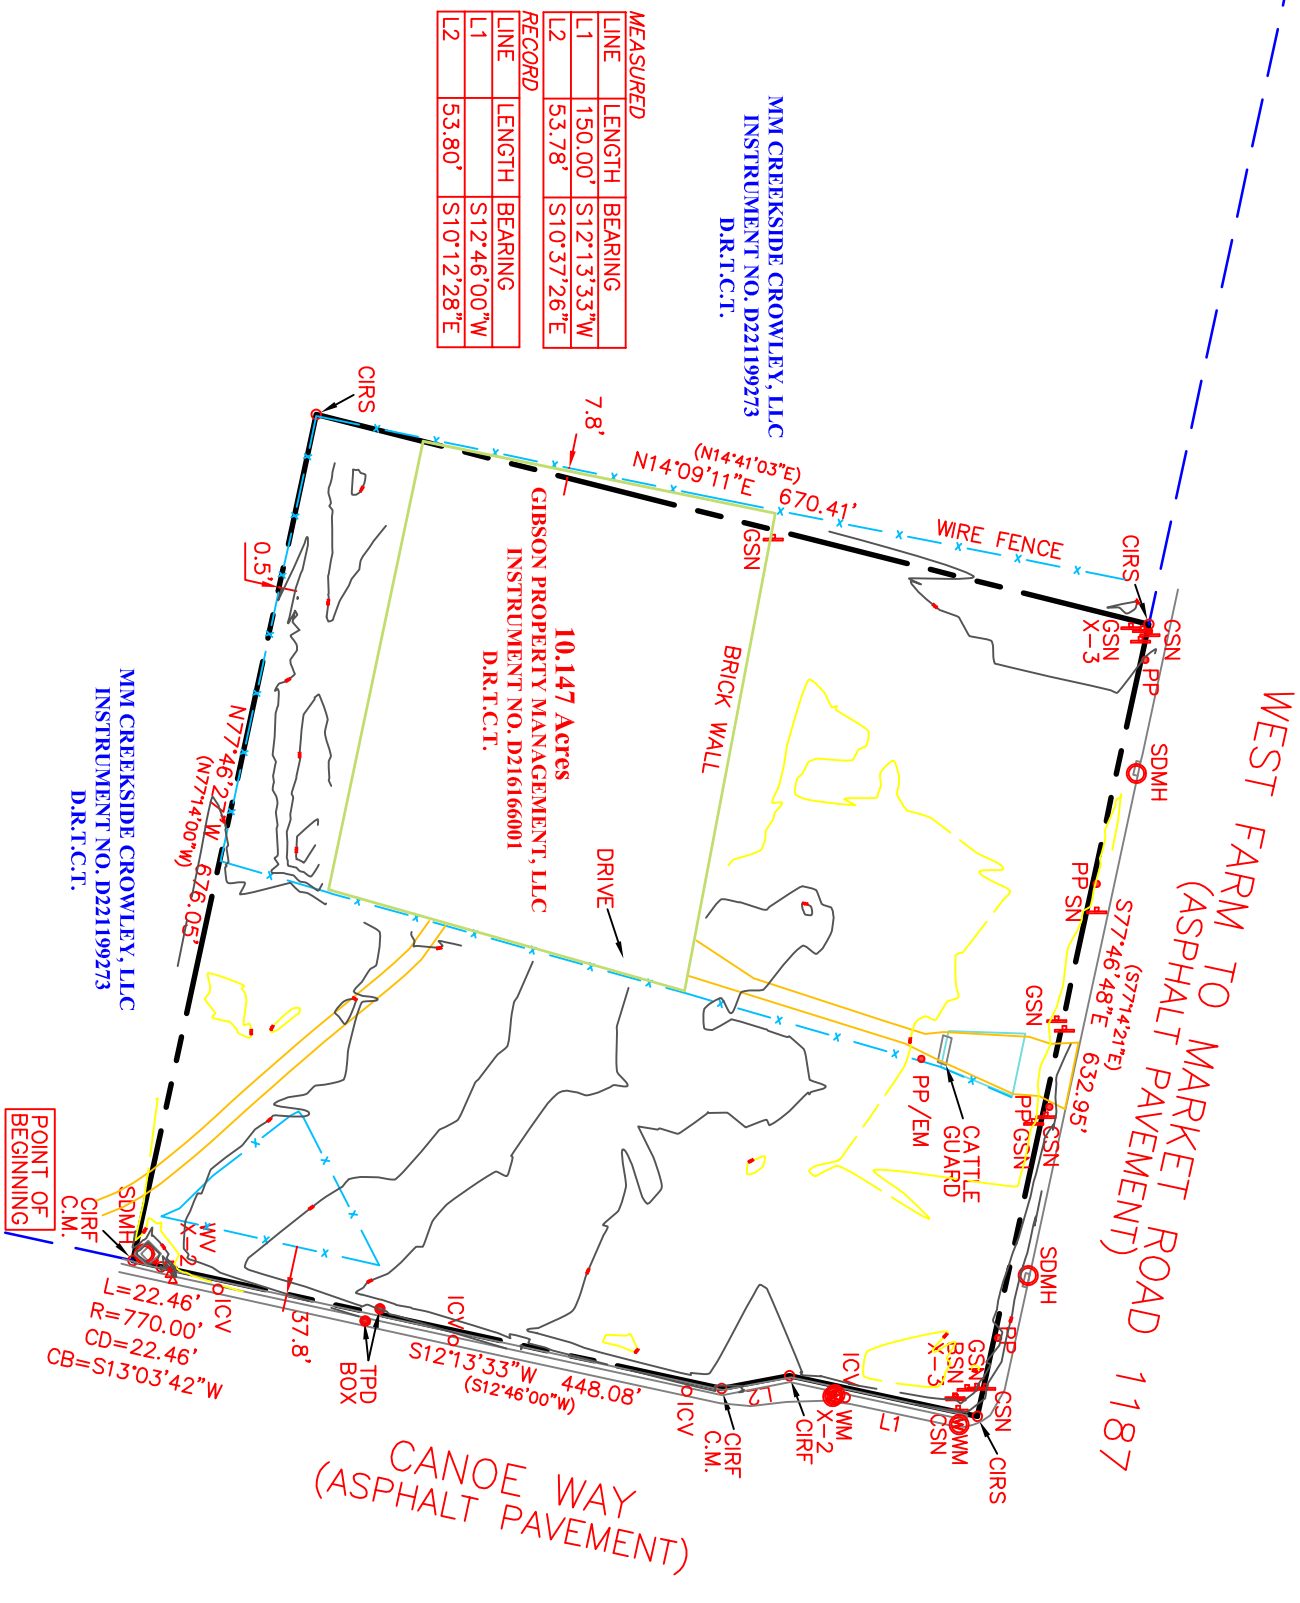 WEST FARM TO MARKET ROAD 1187
(ASPHALT PAVEMENT)
(S77°14'21"E)
S77°46'48"E 632.95'
CSN
PP
SDMH
PP
SN
GSN
PP
GSN
CSN
SDMH
PP
GSN
BSN
X-3
CSN
CIRS
WM
CSN
CIRS
GSN
X-3
WIRE FENCE
(N14°41'03"E)
N14°09'11"E 670.41'
GSN
7.8'
CIRS
0.5'
BRICK WALL
DRIVE
PP/EM
CATTLE
GUARD
MM CREEKSIDE CROWLEY, LLC
INSTRUMENT NO. D221199273
D.R.T.C.T.
MEASURED
LINE LENGTH BEARING
L1 150.00' S12°13'33"W
L2 53.78' S10°37'26"E
RECORD
LINE LENGTH BEARING
L1 S12°46'00"W
L2 53.80' S10°12'28"E
10.147 Acres
GIBSON PROPERTY MANAGEMENT, LLC
INSTRUMENT NO. D216166001
D.R.T.C.T.
N77°46'27"W 676.05'
(N77°14'00"W)
MM CREEKSIDE CROWLEY, LLC
INSTRUMENT NO. D221199273
D.R.T.C.T.
POINT OF
BEGINNING
CIRF
C.M.
SDMH
WV
X-2
ICV
L=22.46'
R=770.00'
CD=22.46'
CB=S13°03'42"W
37.8'
TPD
BOX
ICV
S12°13'33"W 448.08'
(S12°46'00"W)
ICV
CIRF
C.M.
L2
CIRF
WM
X-2
ICV
L1
CANOE WAY
(ASPHALT PAVEMENT)